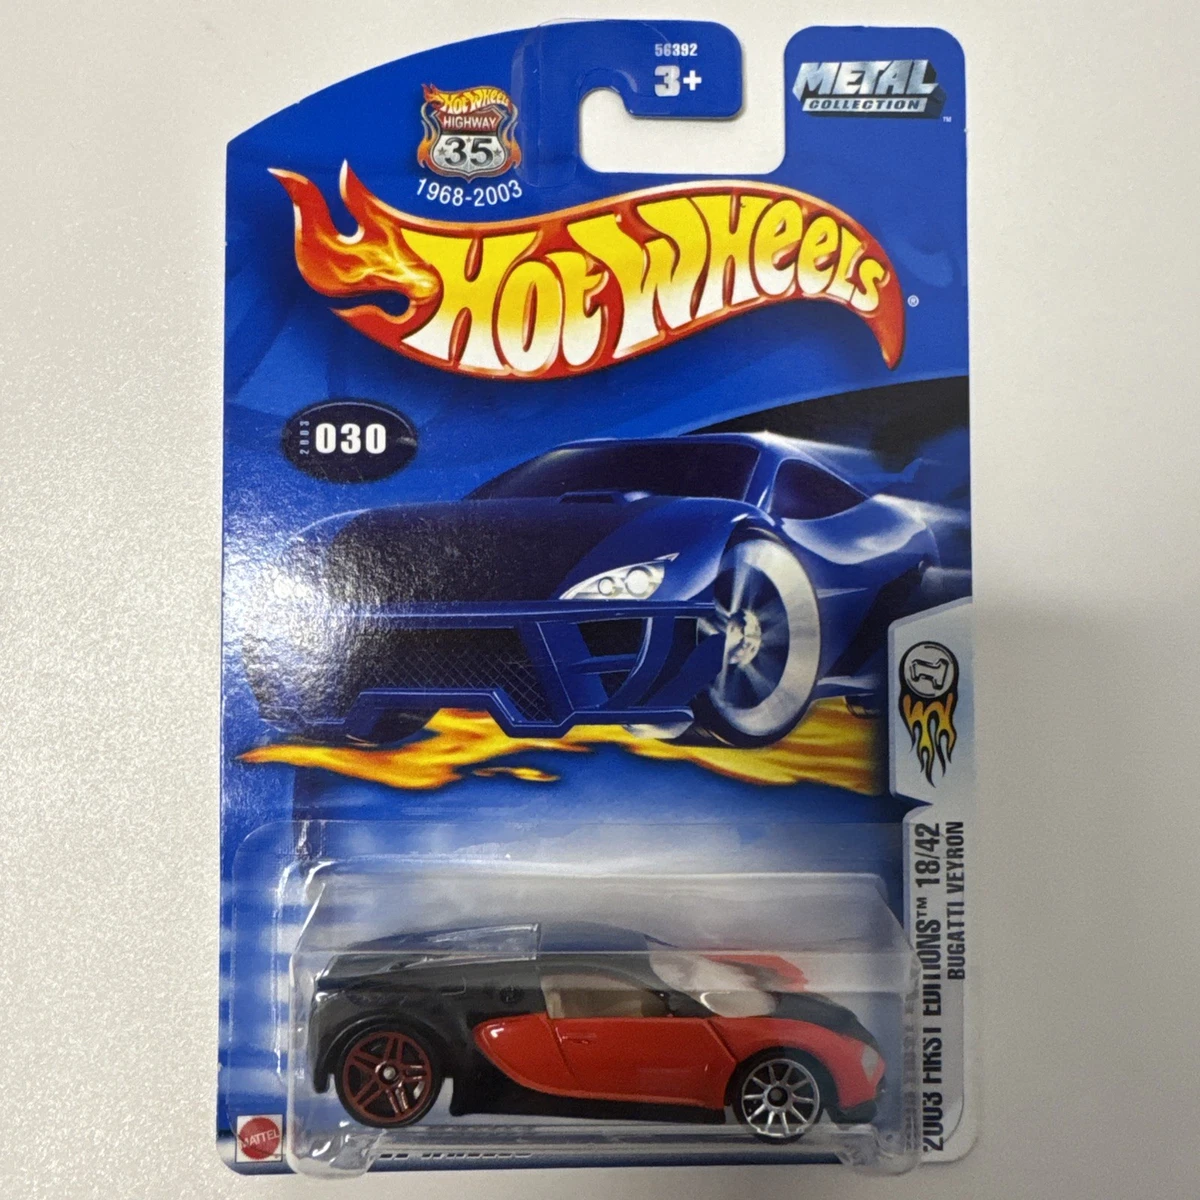 56392
3+
METAL
COLLECTION™
HOT WHEELS
HIGHWAY
35
1968-2003
HOT WHEELS®
2003
030
2003 FIRST EDITIONS™ 18/42
BUGATTI VEYRON
MATTEL